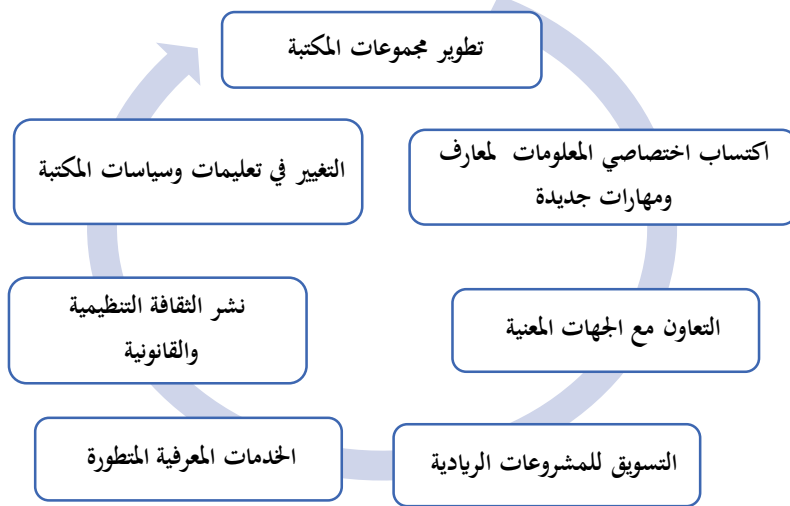 تطوير مجموعات المكتبة
اكتساب اختصاصي المعلومات لمعارف
ومهارات جديدة
التعاون مع الجهات المعنية
التسويق للمشروعات الريادية
الخدمات المعرفية المتطورة
نشر الثقافة التنظيمية
والقانونية
التغيير في تعليمات وسياسات المكتبة